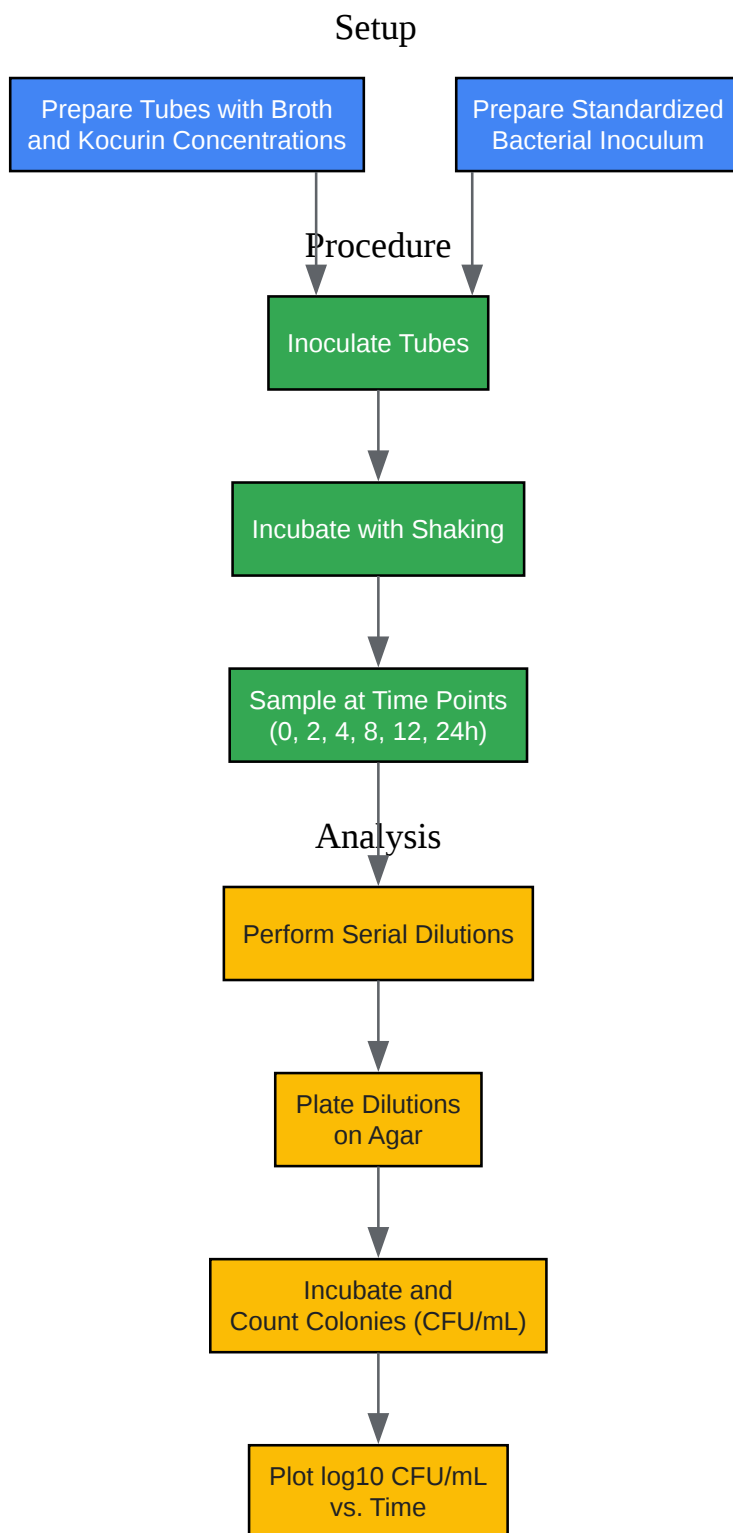 Setup
Prepare Tubes with Broth
and Kocurin Concentrations
Prepare Standardized
Bacterial Inoculum
Procedure
Inoculate Tubes
Incubate with Shaking
Sample at Time Points
(0, 2, 4, 8, 12, 24h)
Analysis
Perform Serial Dilutions
Plate Dilutions
on Agar
Incubate and
Count Colonies (CFU/mL)
Plot log10 CFU/mL
vs. Time